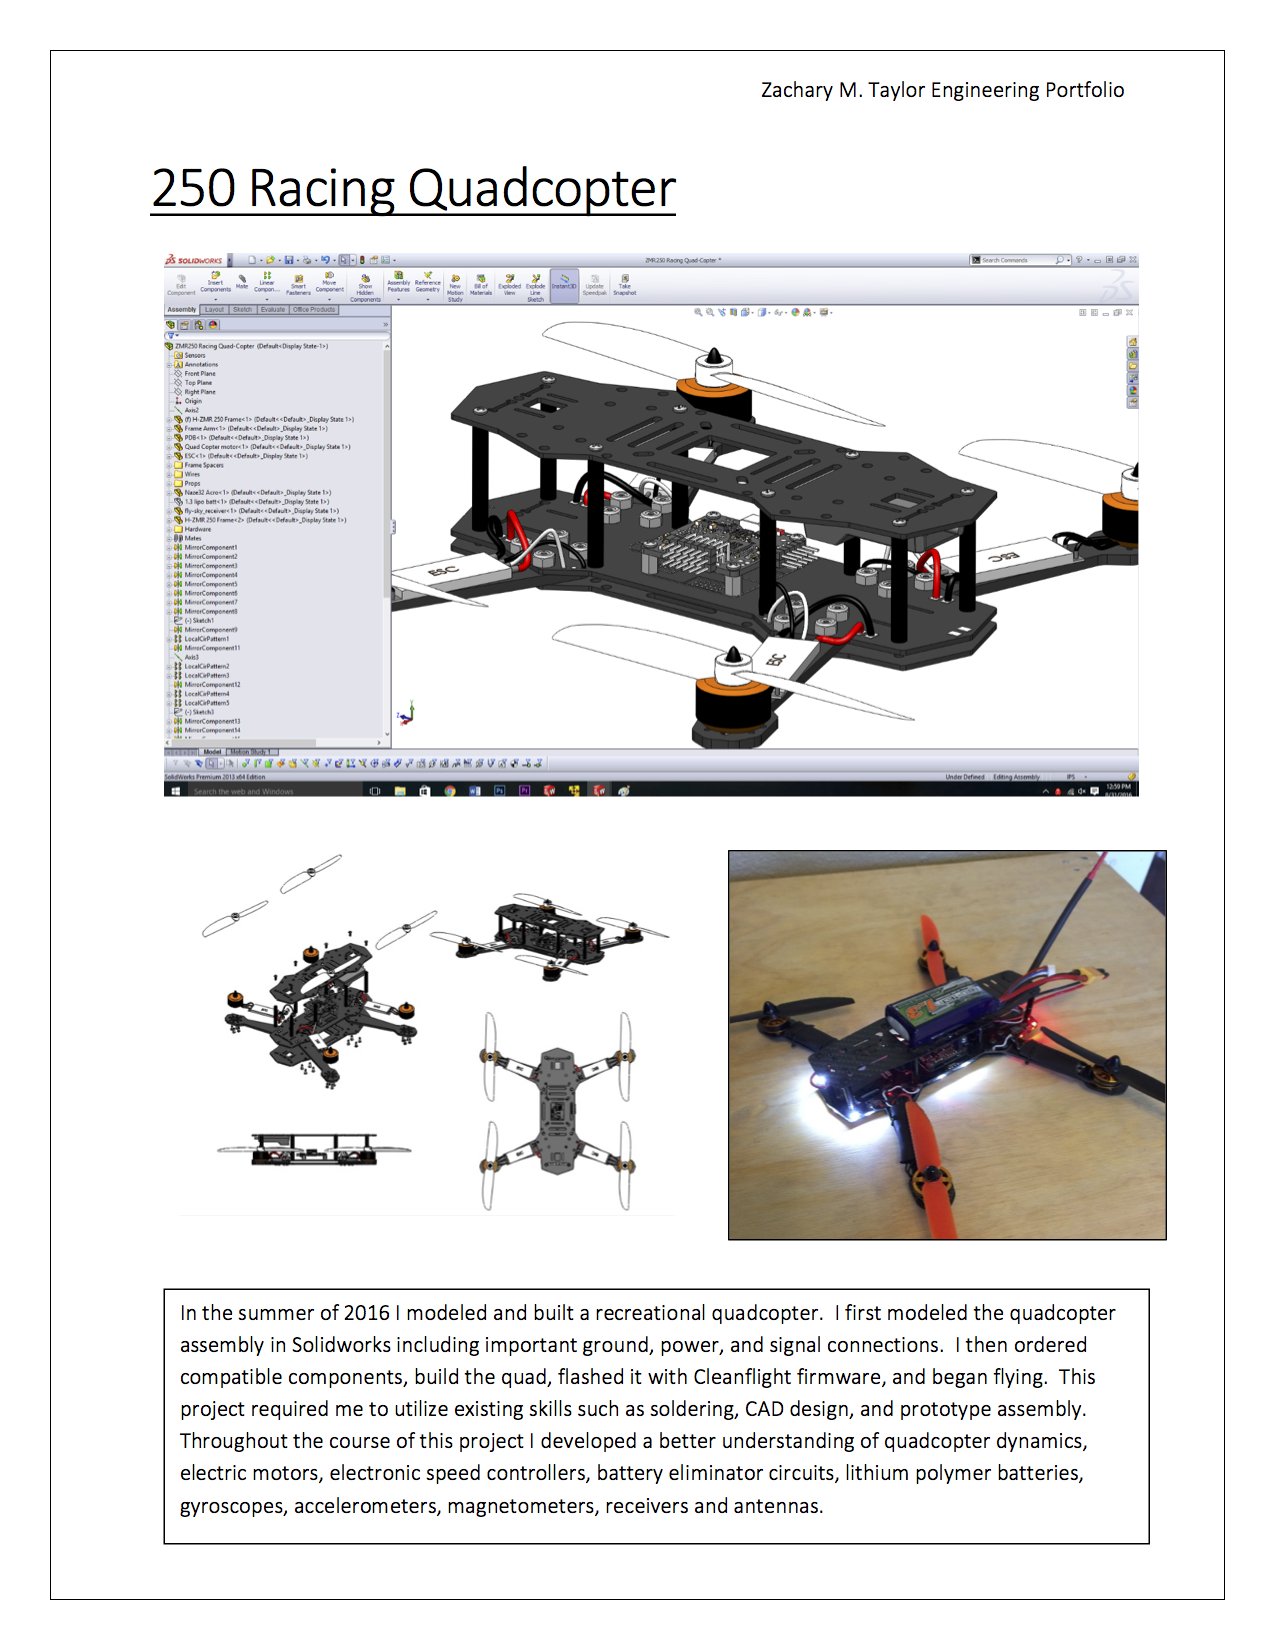 Zachary M. Taylor Engineering Portfolio
250 Racing Quadcopter
SOLIDWORKS
ZMR250 Racing Quad-Copter *
Search Commands
Edit Component
Insert Components
Mate
Linear Compon...
Smart Fasteners
Move Component
Show Hidden Components
Assembly Features
Reference Geometry
New Motion Study
Bill of Materials
Exploded View
Explode Line Sketch
Instant3D
Update Speedpak
Take Snapshot
Assembly Layout Sketch Evaluate Office Products
ZMR250 Racing Quad-Copter (Default<Display State-1>)
Sensors
Annotations
Front Plane
Top Plane
Right Plane
Origin
Axis2
(f) H-ZMR 250 Frame<1> (Default<<Default>_Display State 1>)
Frame Arm<1> (Default<<Default>_Display State 1>)
PDB<1> (Default<<Default>_Display State 1>)
Quad Copter motor<1> (Default<<Default>_Display State 1>)
ESC<1> (Default<<Default>_Display State 1>)
Frame Spacers
Wires
Props
Naze32 Acro<1> (Default<<Default>_Display State 1>)
1.3 lipo batt<1> (Default<<Default>_Display State 1>)
fly-sky_receiver<1> (Default<<Default>_Display State 1>)
H-ZMR 250 Frame<2> (Default<<Default>_Display State 1>)
Hardware
Mates
MirrorComponent1
MirrorComponent2
MirrorComponent3
MirrorComponent4
MirrorComponent5
MirrorComponent6
MirrorComponent7
MirrorComponent8
(-) Sketch1
MirrorComponent9
LocalCirPattern1
MirrorComponent11
Axis3
LocalCirPattern2
LocalCirPattern3
MirrorComponent12
LocalCirPattern4
LocalCirPattern5
(-) Sketch3
MirrorComponent13
MirrorComponent14
ESC
ESC
ESC
Model Motion Study 1
SolidWorks Premium 2013 x64 Edition
Under Defined Editing Assembly IPS
Search the web and Windows
12:59 PM
8/31/2016
In the summer of 2016 I modeled and built a recreational quadcopter. I first modeled the quadcopter
assembly in Solidworks including important ground, power, and signal connections. I then ordered
compatible components, build the quad, flashed it with Cleanflight firmware, and began flying. This
project required me to utilize existing skills such as soldering, CAD design, and prototype assembly.
Throughout the course of this project I developed a better understanding of quadcopter dynamics,
electric motors, electronic speed controllers, battery eliminator circuits, lithium polymer batteries,
gyroscopes, accelerometers, magnetometers, receivers and antennas.